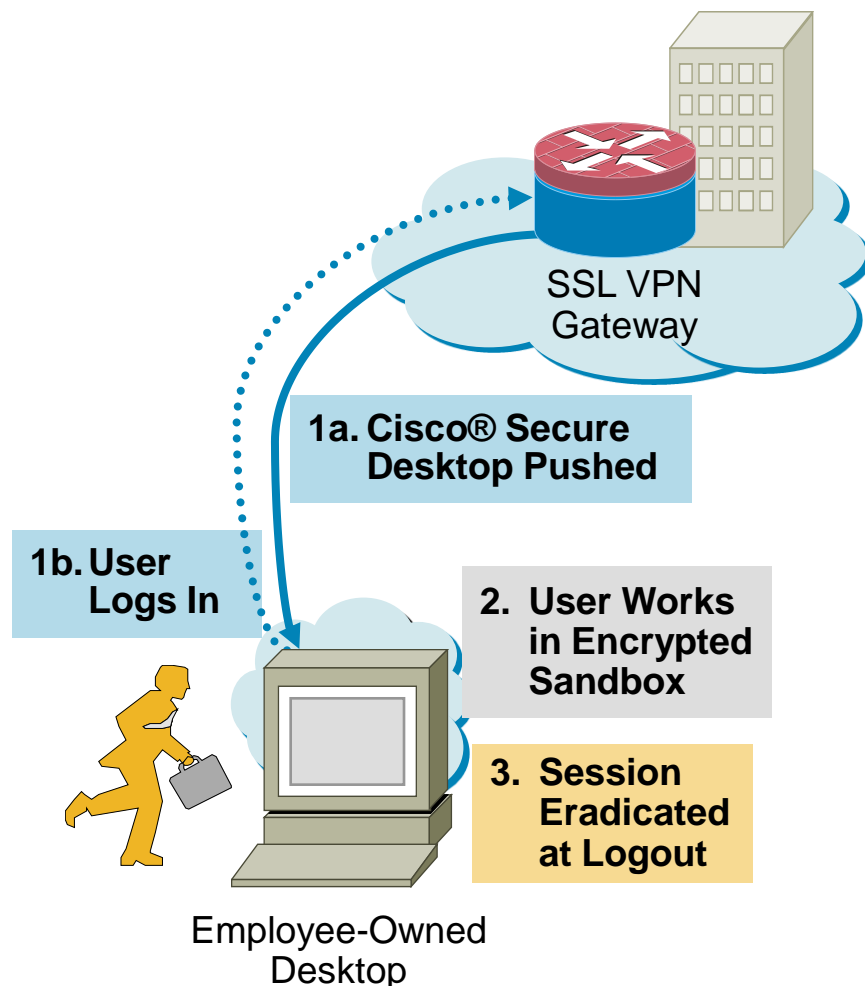 SSL VPN
Gateway
1a. Cisco® Secure
Desktop Pushed
1b. User
Logs In
2. User Works
in Encrypted
Sandbox
3. Session
Eradicated
at Logout
Employee-Owned
Desktop